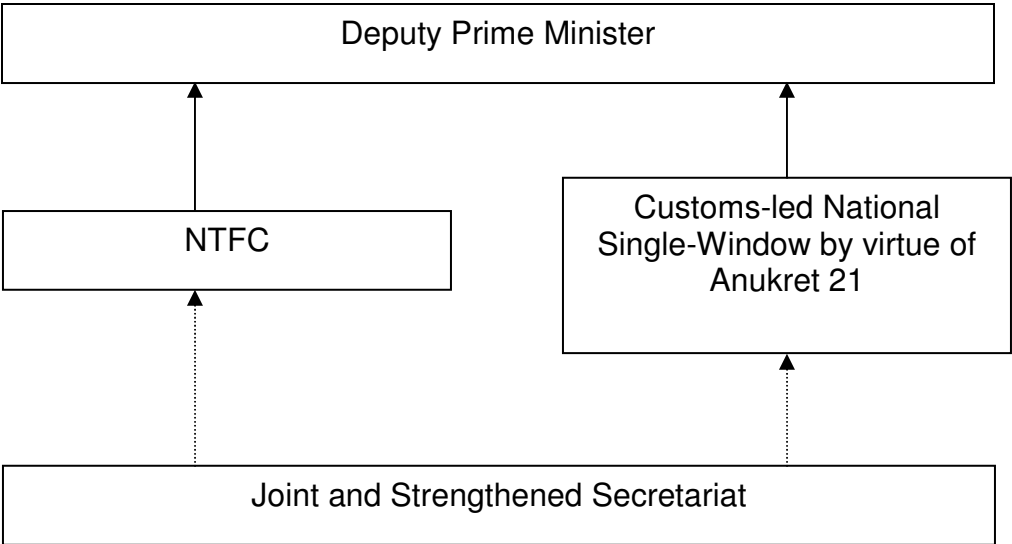 Deputy Prime Minister
NTFC
Customs-led National
Single-Window by virtue of
Anukret 21
Joint and Strengthened Secretariat